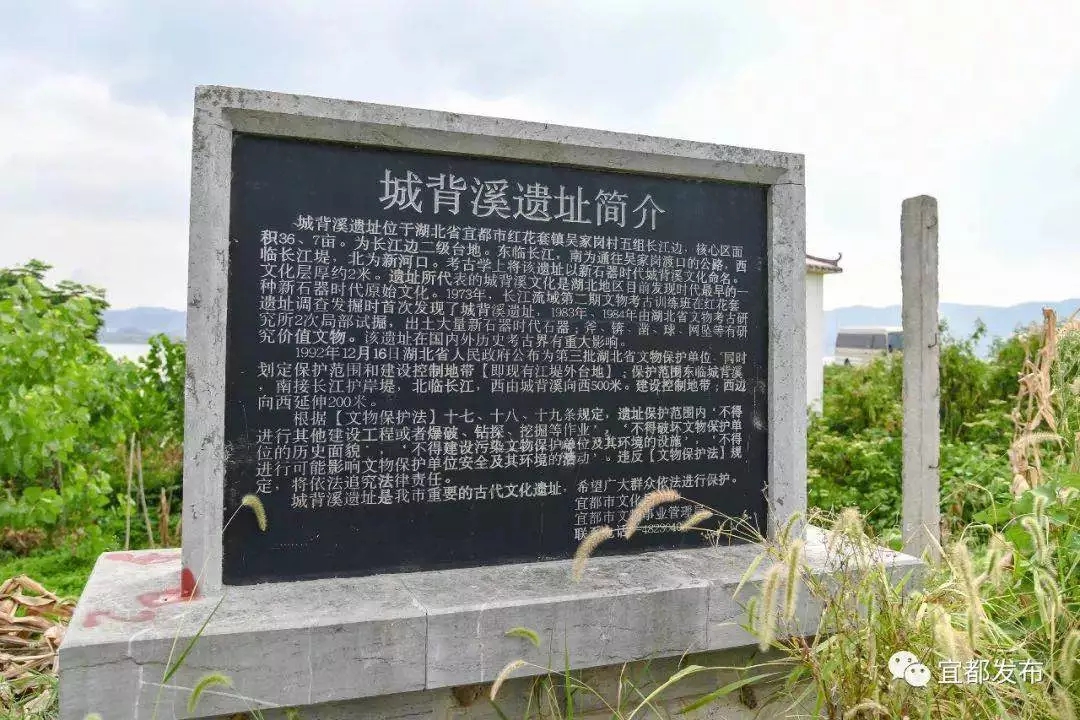 城背溪遗址简介
城背溪遗址位于湖北省宜都市红花套镇吴家岗村五组长江边，核心区面
积36、7亩。为长江边二级台地。东临长江，南为通往吴家岗渡口的公路，西
临长江堤，北为新河口。考古学上将该遗址以新石器时代城背溪文化命名。
文化层厚约2米。遗址所代表的城背溪文化是湖北地区目前发现时代最早的一
种新石器时代原始文化。1973年，长江流域第二期文物考古训练班在红花套
遗址调查发掘时首次发现了城背溪遗址，1983年、1984年由湖北省文物考古研
究所2次局部试掘，出土大量新石器时代石器；斧、锛、凿、球、网坠等有研
究价值文物。该遗址在国内外历史考古界有重大影响。
1992年12月16日湖北省人民政府公布为第三批湖北省文物保护单位、同时
划定保护范围和建设控制地带【即现有江堤外台地】；保护范围东临城背溪
，南接长江护岸堤，北临长江，西由城背溪向西500米。建设控制地带；西边
向西延伸200米。
根据【文物保护法】十七、十八、十九条规定，遗址保护范围内‘不得
进行其他建设工程或者爆破、钻探、挖掘等作业’，‘不得破坏文物保护单
位的历史面貌’，‘不得建设污染文物保护单位及其环境的设施’，‘不得
进行可能影响文物保护单位安全及其环境的活动’。违反【文物保护法】规
定，将依法追究法律责任。
城背溪遗址是我市重要的古代文化遗址，希望广大群众依法进行保护。
宜都市文化
宜都市文 事业管理
联系电话 4823
宜都发布